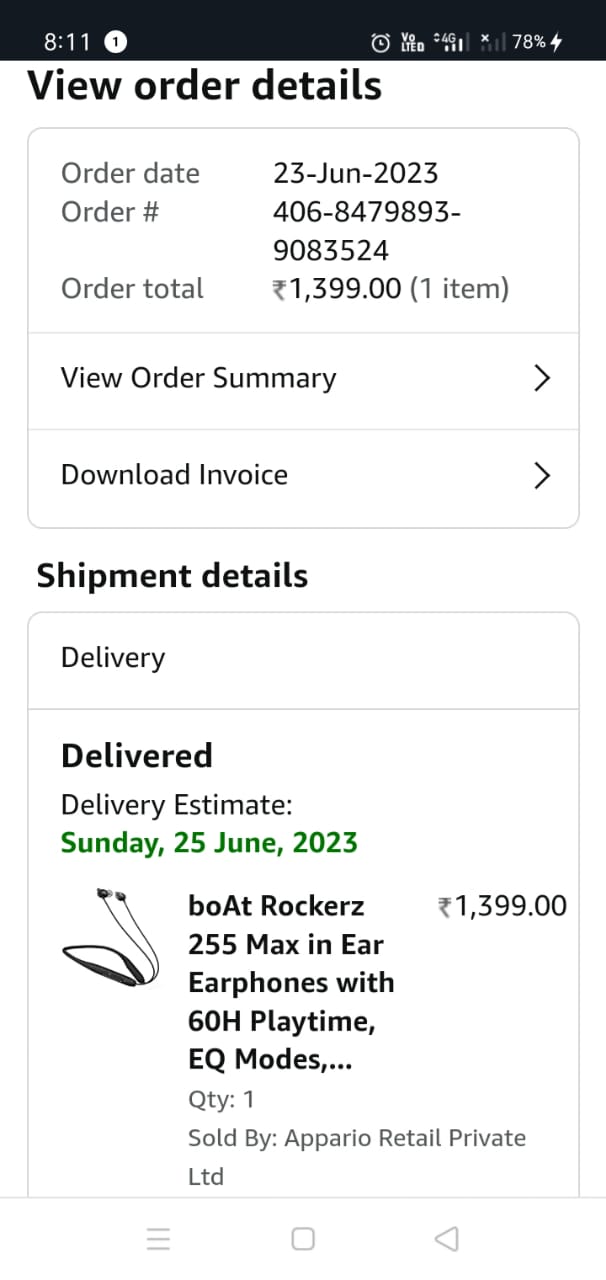 8:11 1 Vo LTED 4G 78%
View order details
Order date 23-Jun-2023
Order # 406-8479893-
9083524
Order total ₹1,399.00 (1 item)
View Order Summary
Download Invoice
Shipment details
Delivery
Delivered
Delivery Estimate:
Sunday, 25 June, 2023
boAt Rockerz ₹1,399.00
255 Max in Ear
Earphones with
60H Playtime,
EQ Modes,...
Qty: 1
Sold By: Appario Retail Private
Ltd